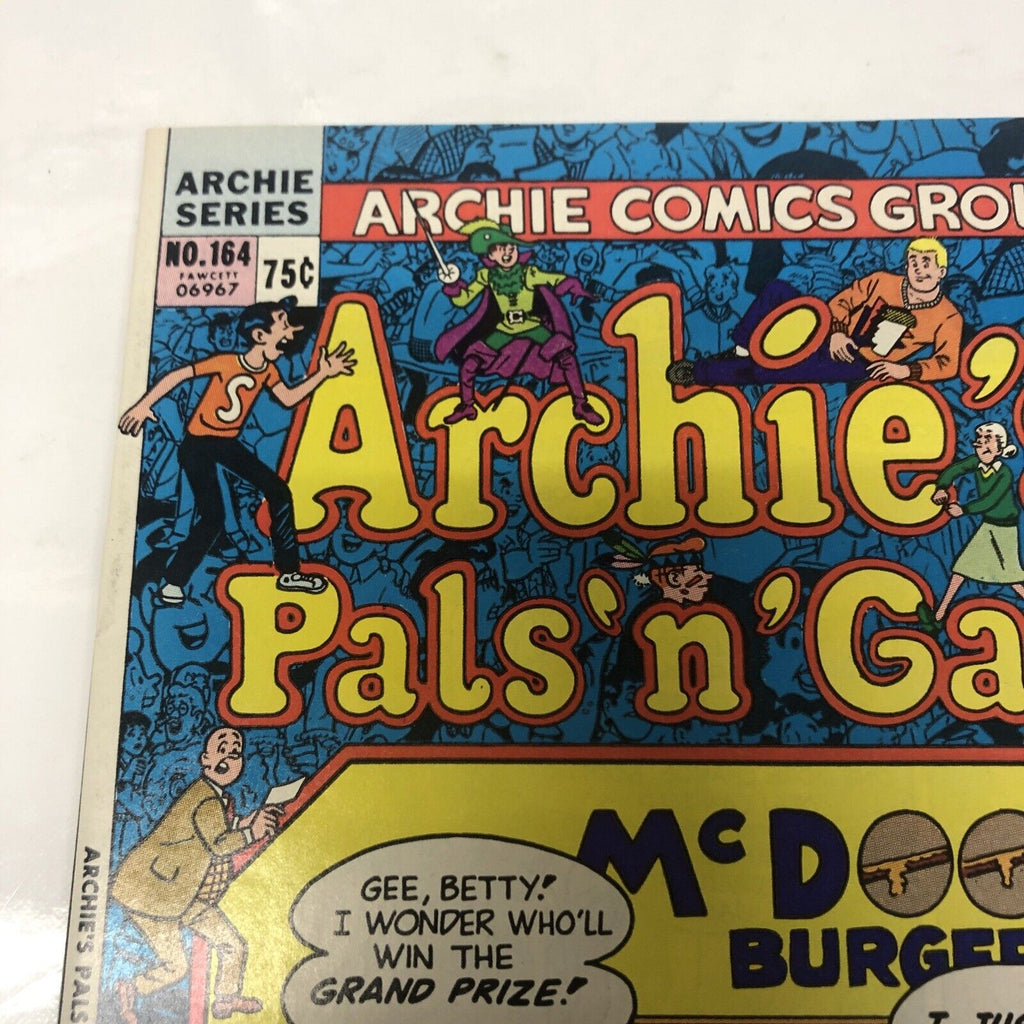 ARCHIE
SERIES
NO.164
FAWCETT
06967
75¢
ARCHIE COMICS GROU
S
C
Archie's
Pals 'n' Ga
McDOO
BURGE
GEE, BETTY!
I WONDER WHO'LL
WIN THE
GRAND PRIZE!
I
ARCHIE'S PALS